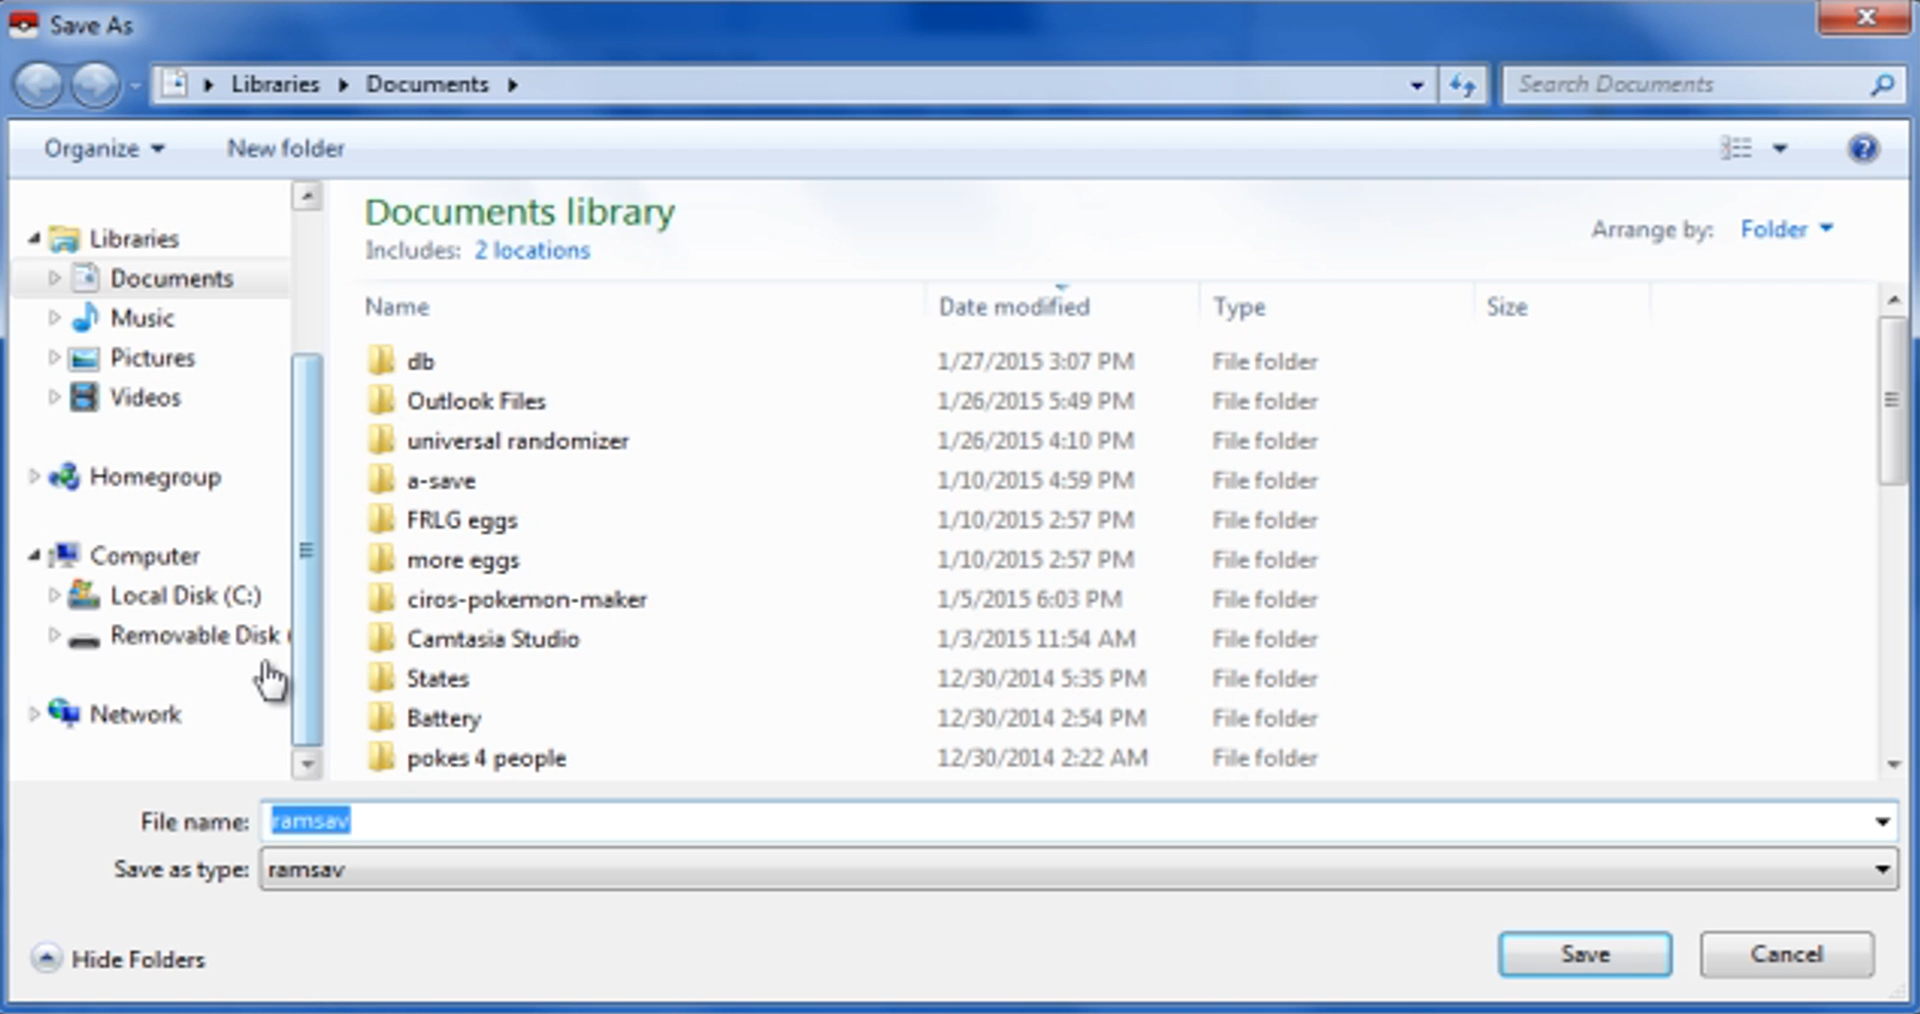 Save As
Libraries Documents
Search Documents
Organize New folder
Documents library
Includes: 2 locations
Arrange by: Folder
Libraries
Documents
Music
Pictures
Videos
Homegroup
Computer
Local Disk (C:)
Removable Disk (
Network
Name Date modified Type Size
db 1/27/2015 3:07 PM File folder
Outlook Files 1/26/2015 5:49 PM File folder
universal randomizer 1/26/2015 4:10 PM File folder
a-save 1/10/2015 4:59 PM File folder
FRLG eggs 1/10/2015 2:57 PM File folder
more eggs 1/10/2015 2:57 PM File folder
ciros-pokemon-maker 1/5/2015 6:03 PM File folder
Camtasia Studio 1/3/2015 11:54 AM File folder
States 12/30/2014 5:35 PM File folder
Battery 12/30/2014 2:54 PM File folder
pokes 4 people 12/30/2014 2:22 AM File folder
File name: ramsav
Save as type: ramsav
Hide Folders
Save Cancel